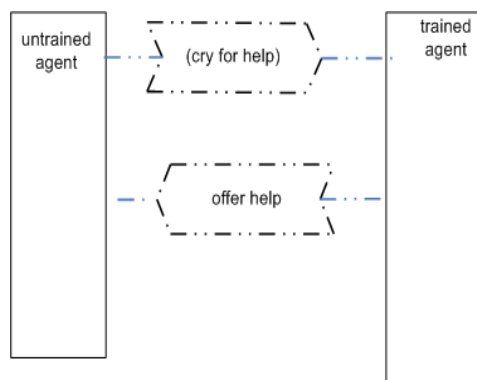 untrained
agent
(cry for help)
trained
agent
offer help